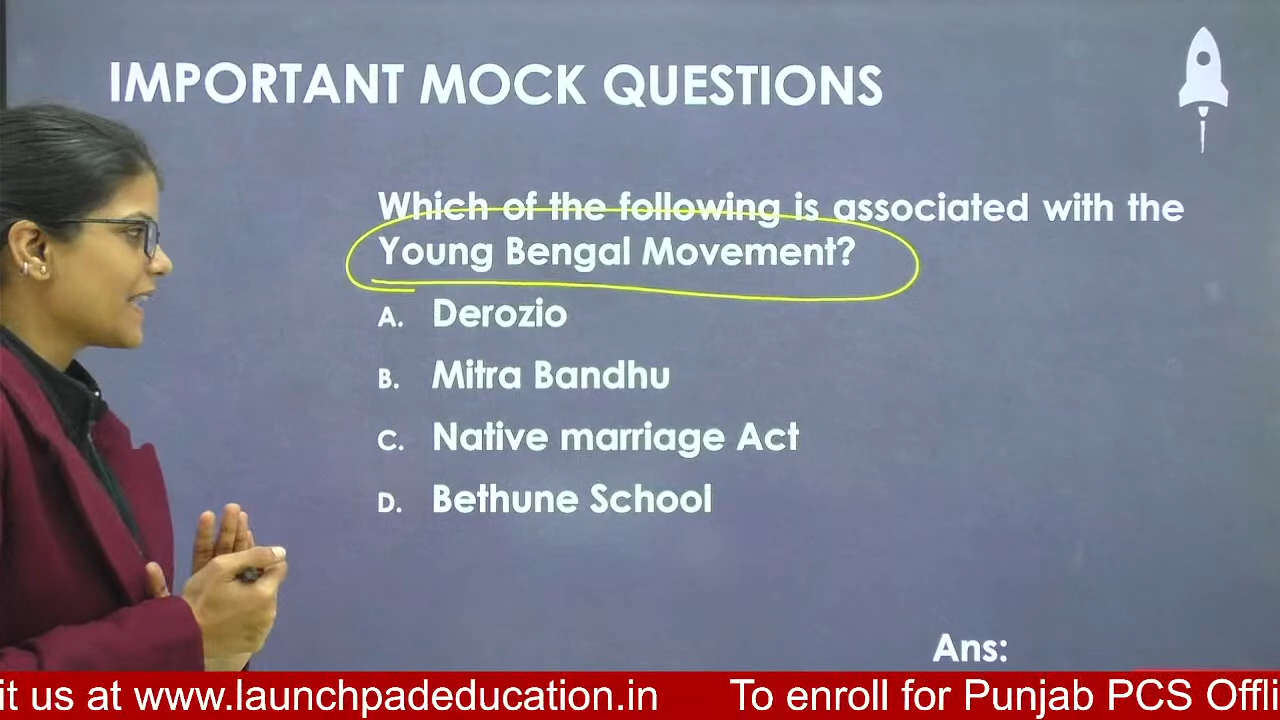 IMPORTANT MOCK QUESTIONS
Which of the following is associated with the
Young Bengal Movement?
A. Derozio
B. Mitra Bandhu
C. Native marriage Act
D. Bethune School
Ans:
it us at www.launchpadeducation.in To enroll for Punjab PCS Offli